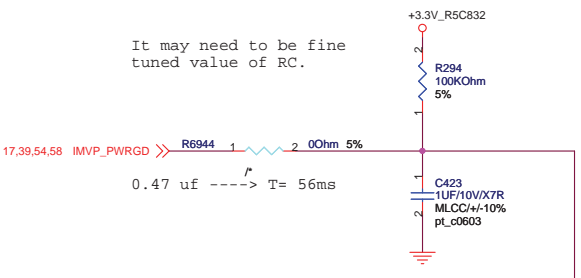 +3.3V_R5C832
It may need to be fine
tuned value of RC.
2
R294
100KOhm
5%
1
17,39,54,58 IMVP_PWRGD R6944 1 2 0Ohm 5%
/*
0.47 uf ----> T= 56ms
1
C423
1UF/10V/X7R
MLCC/+/-10%
2
pt_c0603